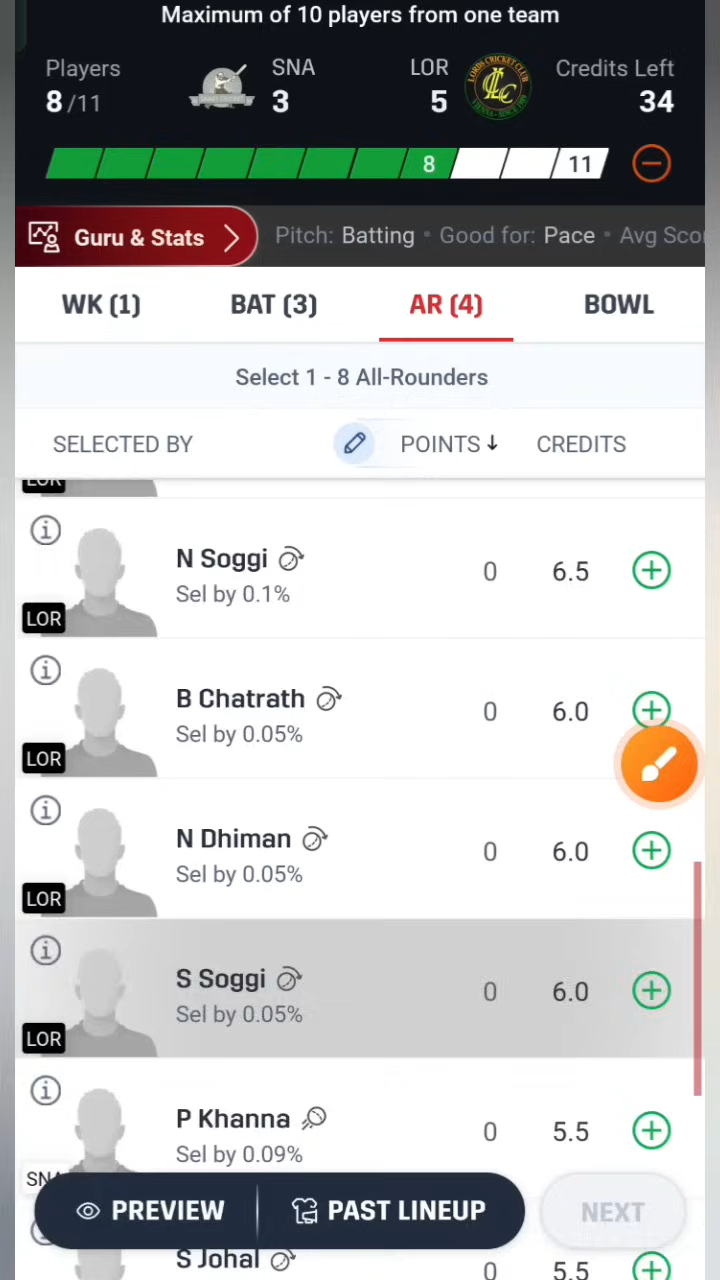 Maximum of 10 players from one team
Players
8/11
SNA
3
LOR
5
Credits Left
34
8
11
Guru & Stats
Pitch: Batting • Good for: Pace • Avg Scor
WK (1)
BAT (3)
AR (4)
BOWL
Select 1 - 8 All-Rounders
SELECTED BY
POINTS↓
CREDITS
LOR
N Soggi
0
6.5
Sel by 0.1%
LOR
B Chatrath
0
6.0
Sel by 0.05%
LOR
N Dhiman
0
6.0
Sel by 0.05%
LOR
S Soggi
0
6.0
Sel by 0.05%
LOR
P Khanna
0
5.5
Sel by 0.09%
SNA
PREVIEW
PAST LINEUP
NEXT
S Johal
0
5.5